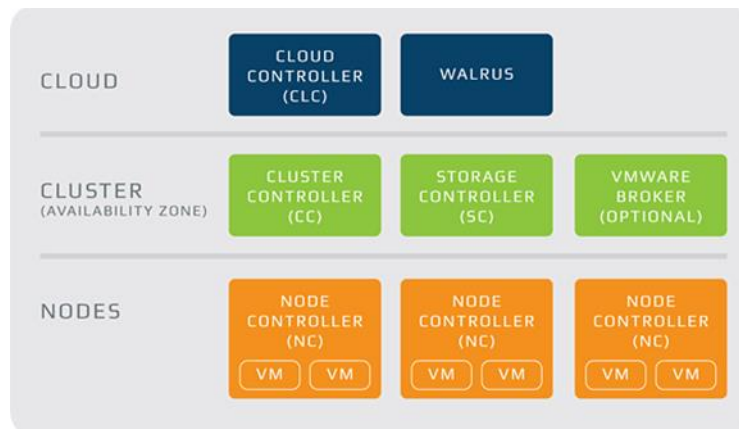 CLOUD
CLOUD
CONTROLLER
(CLC)
WALRUS
CLUSTER
(AVAILABILITY ZONE)
CLUSTER
CONTROLLER
(CC)
STORAGE
CONTROLLER
(SC)
VMWARE
BROKER
(OPTIONAL)
NODES
NODE
CONTROLLER
(NC)
VM VM
NODE
CONTROLLER
(NC)
VM VM
NODE
CONTROLLER
(NC)
VM VM